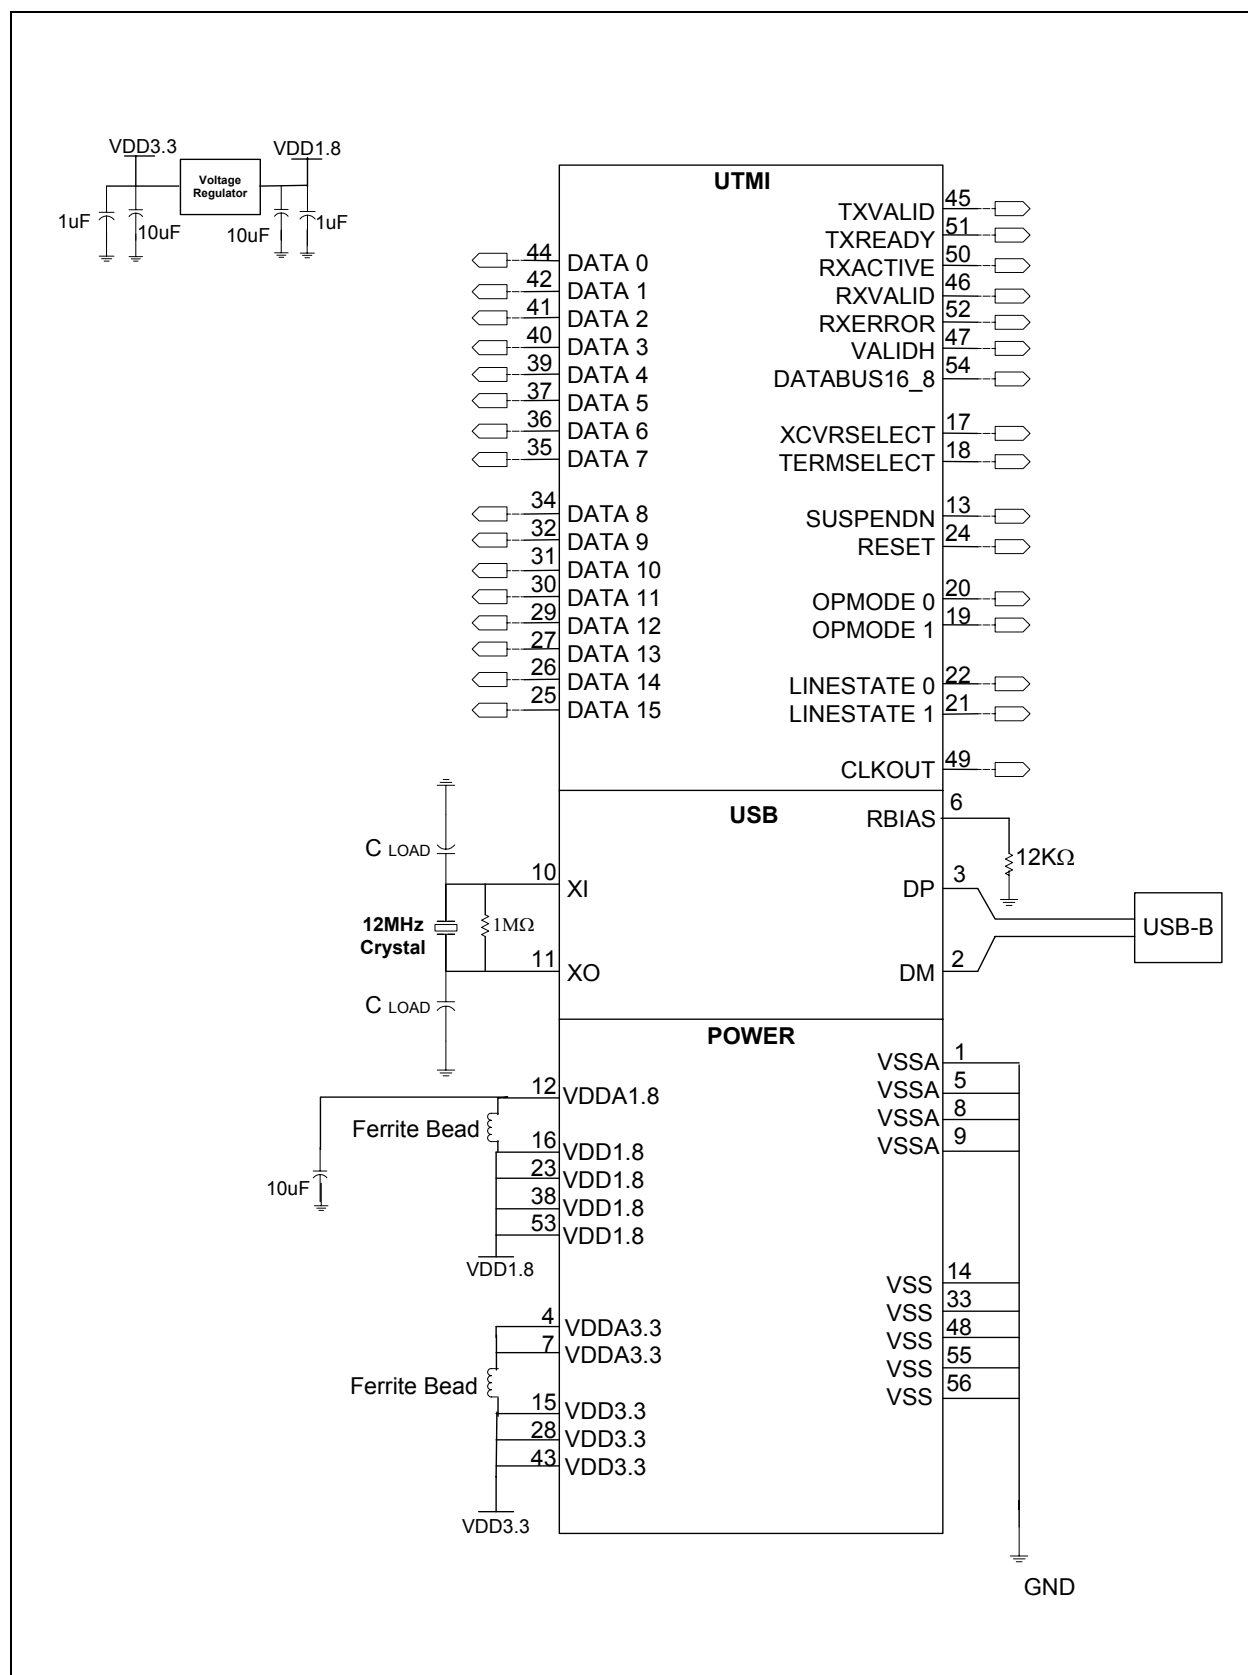 VDD3.3
VDD1.8
Voltage
Regulator
1uF
10uF
10uF
1uF
UTMI
44
DATA 0
42
DATA 1
41
DATA 2
40
DATA 3
39
DATA 4
37
DATA 5
36
DATA 6
35
DATA 7
34
DATA 8
32
DATA 9
31
DATA 10
30
DATA 11
29
DATA 12
27
DATA 13
26
DATA 14
25
DATA 15
45
TXVALID
51
TXREADY
50
RXACTIVE
46
RXVALID
52
RXERROR
47
VALIDH
54
DATABUS16_8
17
XCVRSELECT
18
TERMSELECT
13
SUSPENDN
24
RESET
20
OPMODE 0
19
OPMODE 1
22
LINESTATE 0
21
LINESTATE 1
49
CLKOUT
USB
6
RBIAS
12KΩ
C LOAD
10
XI
12MHz
Crystal
1MΩ
11
XO
C LOAD
3
DP
2
DM
USB-B
POWER
12
VDDA1.8
Ferrite Bead
16
VDD1.8
23
VDD1.8
38
VDD1.8
53
VDD1.8
10uF
VDD1.8
4
VDDA3.3
7
VDDA3.3
Ferrite Bead
15
VDD3.3
28
VDD3.3
43
VDD3.3
VDD3.3
1
VSSA
5
VSSA
8
VSSA
9
VSSA
14
VSS
33
VSS
48
VSS
55
VSS
56
VSS
GND